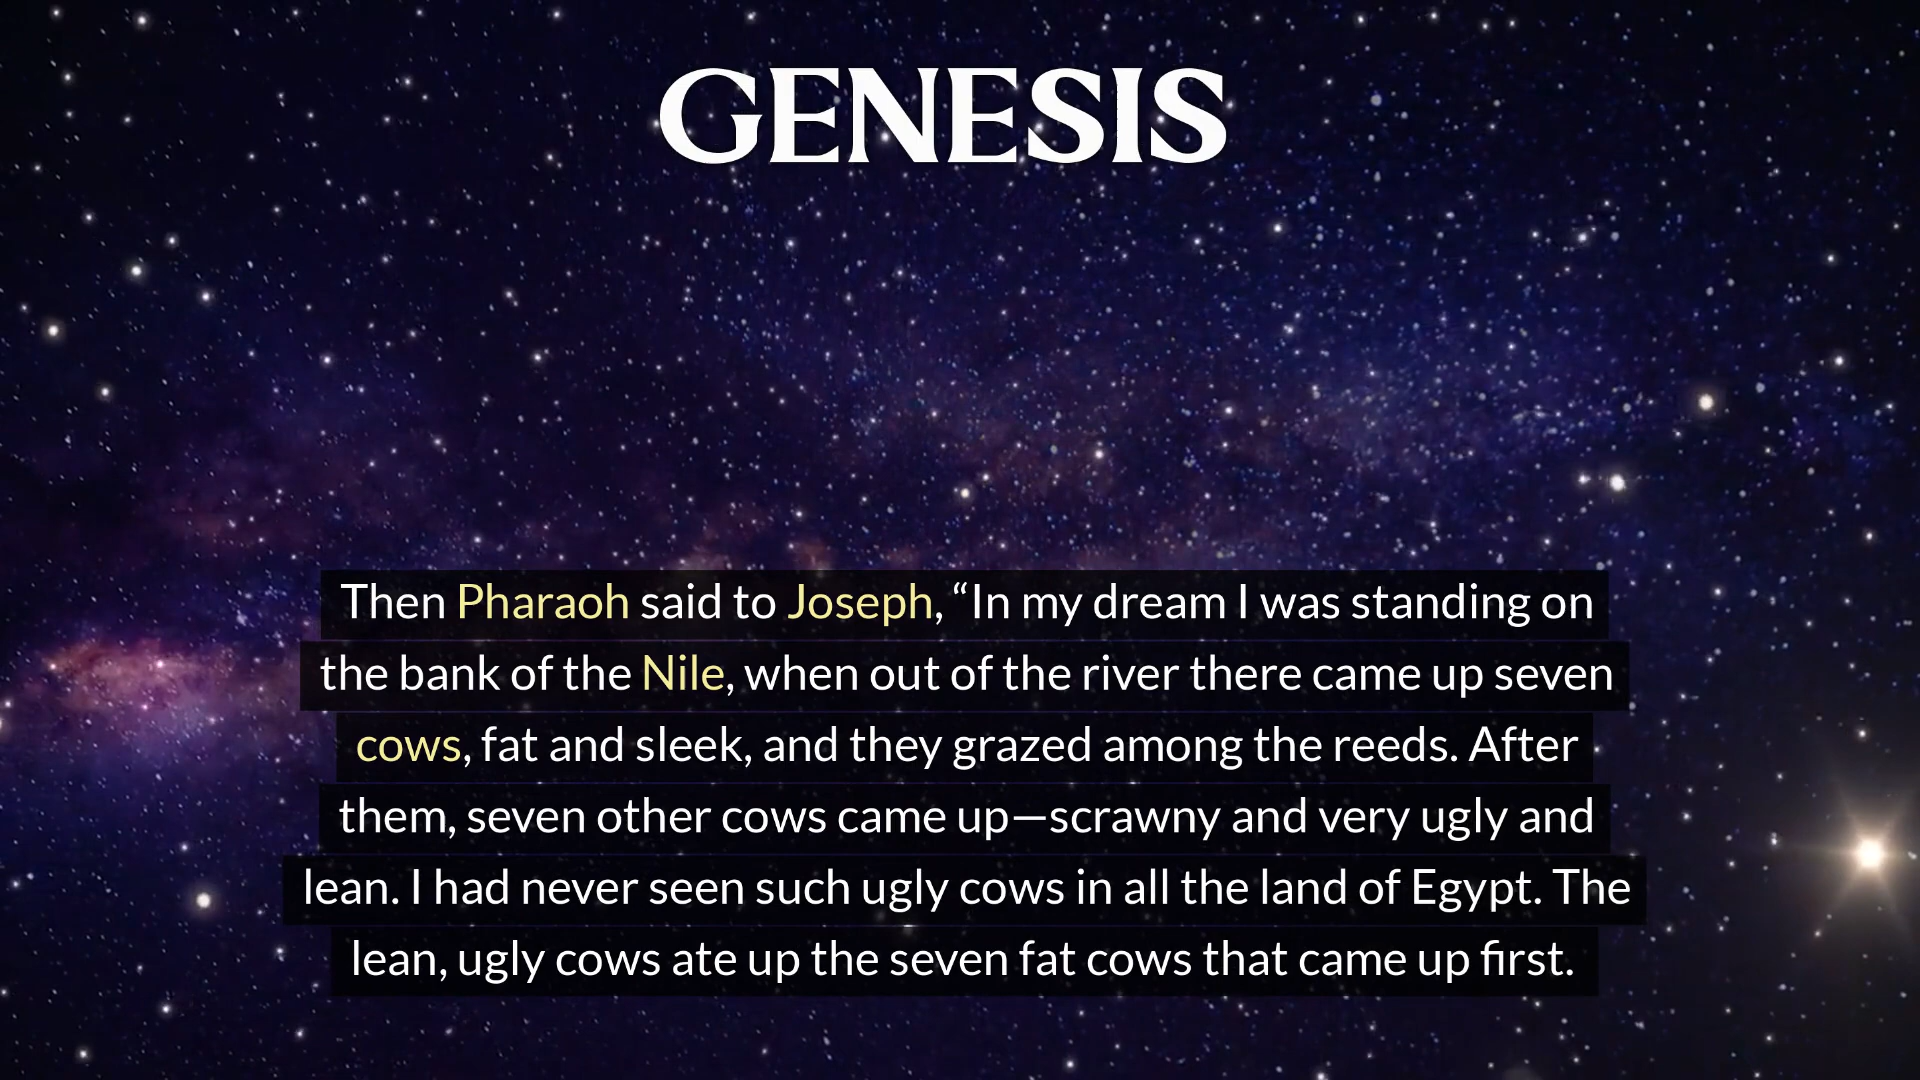 GENESIS
Then Pharaoh said to Joseph, “In my dream I was standing on
the bank of the Nile, when out of the river there came up seven
cows, fat and sleek, and they grazed among the reeds. After
them, seven other cows came up—scrawny and very ugly and
lean. I had never seen such ugly cows in all the land of Egypt. The
lean, ugly cows ate up the seven fat cows that came up first.